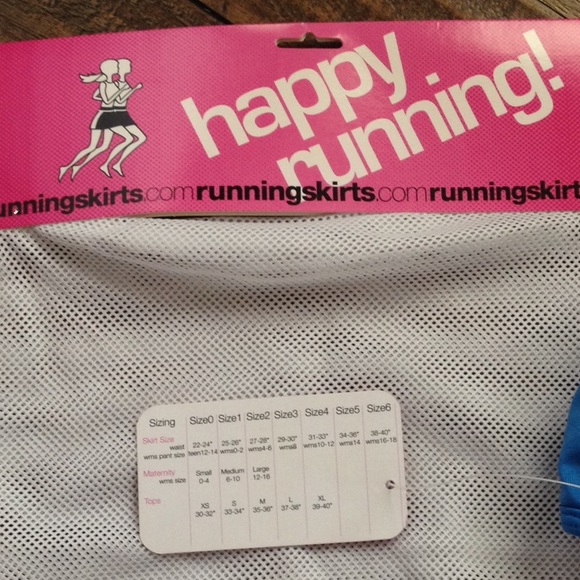 happy
running!
unningskirts.comrunningskirts.comrunningskirt
Sizing Size0 Size1 Size2 Size3 Size4 Size5 Size6
Skirt Size
waist 22-24" 25-26" 27-28" 29-30" 31-33" 34-36" 38-40"
wms pant size teen12-14 wms0-2 wms4-6 wms8 wms10-12 wms14 wms16-18
Maternity Small Medium Large
wms size 0-4 6-10 12-16
Tops XS S M L XL
30-32" 33-34" 35-36" 37-38" 39-40"